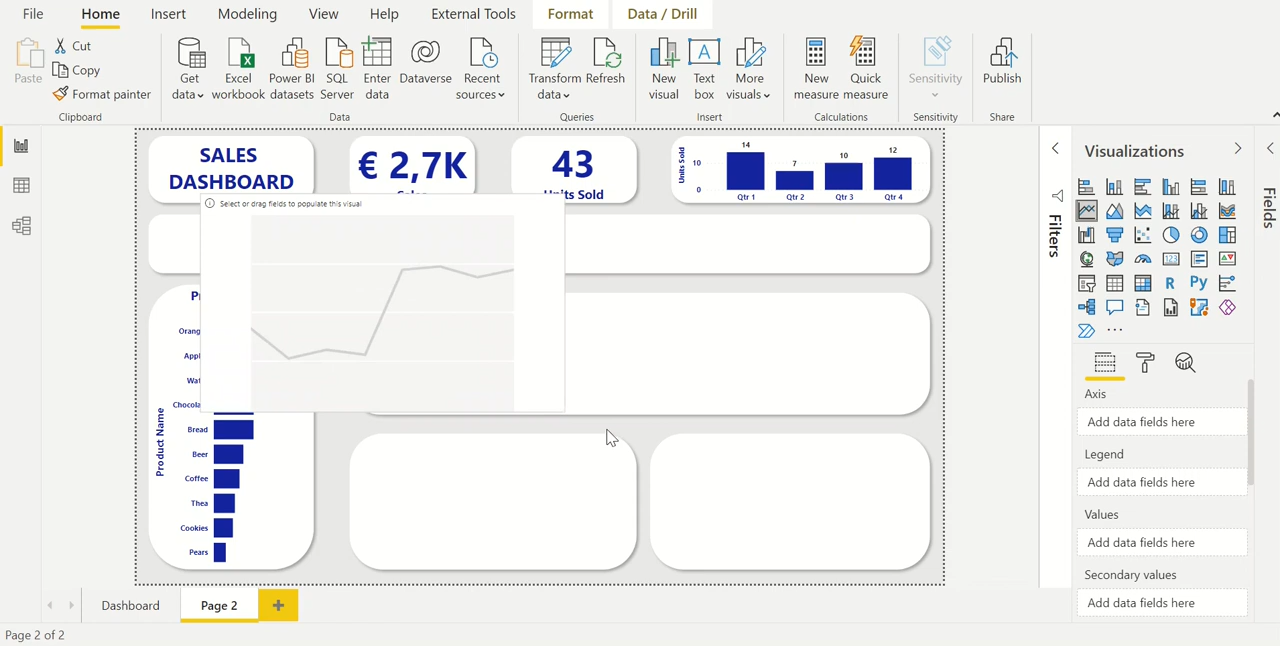 File Home Insert Modeling View Help External Tools Format Data / Drill
Paste
Cut
Copy
Format painter
Clipboard
Get data
Excel workbook
Power BI datasets
SQL Server
Enter data
Dataverse
Recent sources
Data
Transform data
Refresh
Queries
New visual
Text box
More visuals
Insert
New measure
Quick measure
Calculations
Sensitivity
Sensitivity
Publish
Share
SALES
DASHBOARD
€ 2,7K
43
Units Sold
Units Sold
10
0
14
7
10
12
Qtr 1 Qtr 2 Qtr 3 Qtr 4
Select or drag fields to populate this visual
Product Name
Bread
Beer
Coffee
Thea
Cookies
Pears
Filters
Visualizations
R
Py
123
Axis
Add data fields here
Legend
Add data fields here
Values
Add data fields here
Secondary values
Add data fields here
Fields
Dashboard Page 2
Page 2 of 2